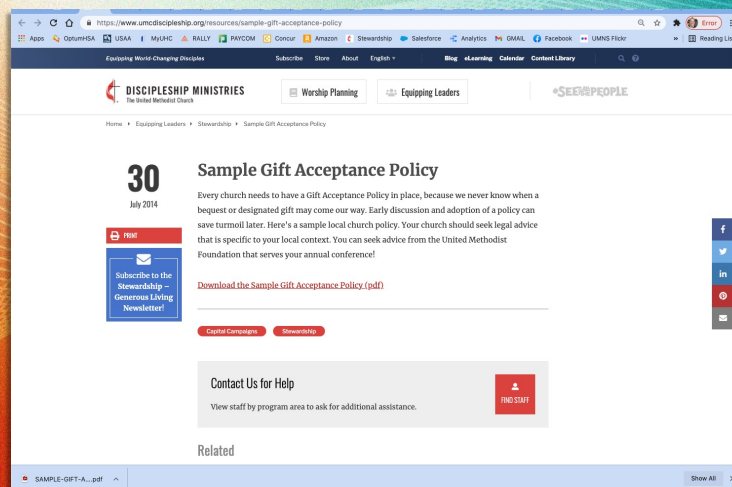 https://www.umcdiscipleship.org/resources/sample-gift-acceptance-policy
Error
Apps OptumHSA USAA MyUHC RALLY PAYCOM Concur Amazon Stewardship Salesforce Analytics GMAIL Facebook UMNS Flickr » Reading Lis
Equipping World-Changing Disciples Subscribe Store About English Blog eLearning Calendar Content Library
DISCIPLESHIP MINISTRIES
The United Methodist Church
Worship Planning Equipping Leaders #SEEALLTHEPEOPLE
Home Equipping Leaders Stewardship Sample Gift Acceptance Policy
30
July 2014
PRINT
Subscribe to the
Stewardship –
Generous Living
Newsletter!
Sample Gift Acceptance Policy
Every church needs to have a Gift Acceptance Policy in place, because we never know when a
bequest or designated gift may come our way. Early discussion and adoption of a policy can
save turmoil later. Here's a sample local church policy. Your church should seek legal advice
that is specific to your local context. You can seek advice from the United Methodist
Foundation that serves your annual conference!
Download the Sample Gift Acceptance Policy (pdf)
Capital Campaigns Stewardship
Contact Us for Help
View staff by program area to ask for additional assistance.
FIND STAFF
Related
SAMPLE-GIFT-A....pdf Show All